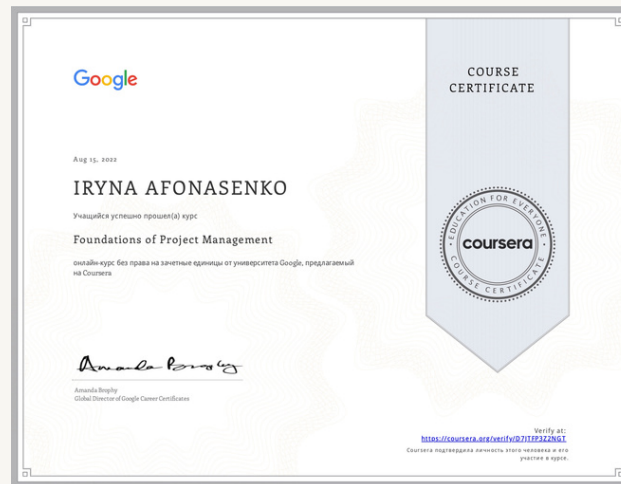 Google
COURSE
CERTIFICATE
Aug 15, 2022
IRYNA AFONASENKO
Учащийся успешно прошел(а) курс
Foundations of Project Management
онлайн-курс без права на зачетные единицы от университета Google, предлагаемый
на Coursera
EDUCATION FOR EVERYONE
coursera
COURSE CERTIFICATE
Amanda Brophy
Amanda Brophy
Global Director of Google Career Certificates
Verify at:
https://coursera.org/verify/D7JTFP3Z2NGT
Coursera подтвердила личность этого человека и его
участие в курсе.